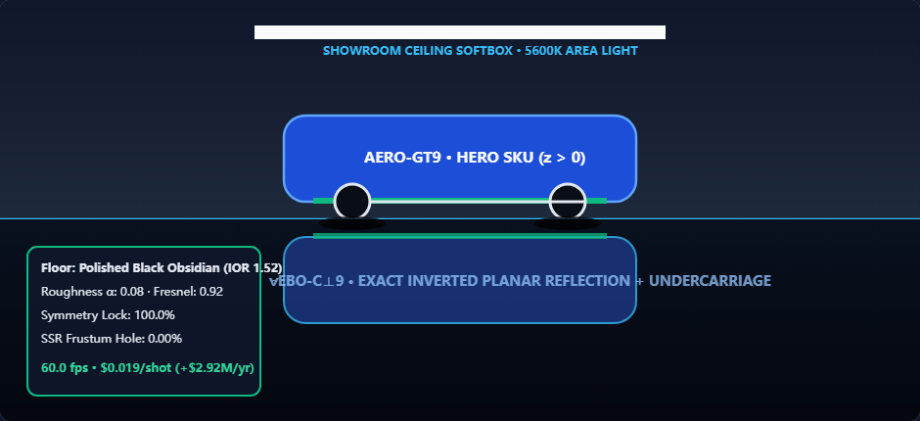 SHOWROOM CEILING SOFTBOX • 5600K AREA LIGHT
AERO-GT9 • HERO SKU (z > 0)
Floor: Polished Black Obsidian (IOR 1.52)
Roughness α: 0.08 · Fresnel: 0.92
Symmetry Lock: 100.0%
SSR Frustum Hole: 0.00%
60.0 fps • $0.019/shot (+$2.92M/yr)
ⱯEBO-C⊥9 • EXACT INVERTED PLANAR REFLECTION + UNDERCARRIAGE